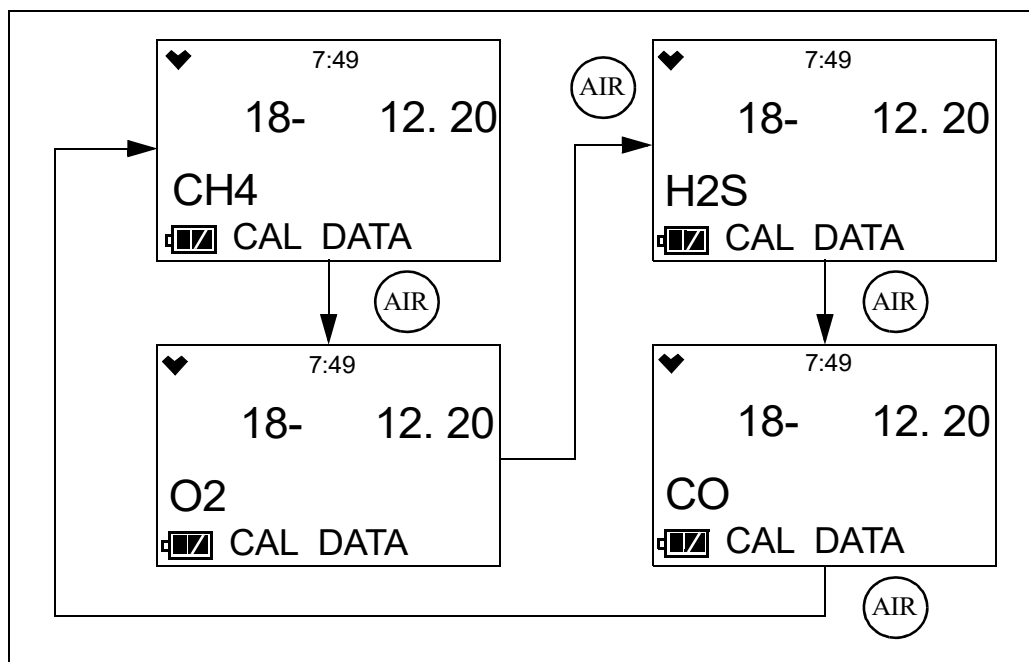 7:49
18- 12. 20
CH4
CAL DATA
AIR
7:49
18- 12. 20
O2
CAL DATA
AIR
7:49
18- 12. 20
H2S
CAL DATA
AIR
7:49
18- 12. 20
CO
CAL DATA
AIR